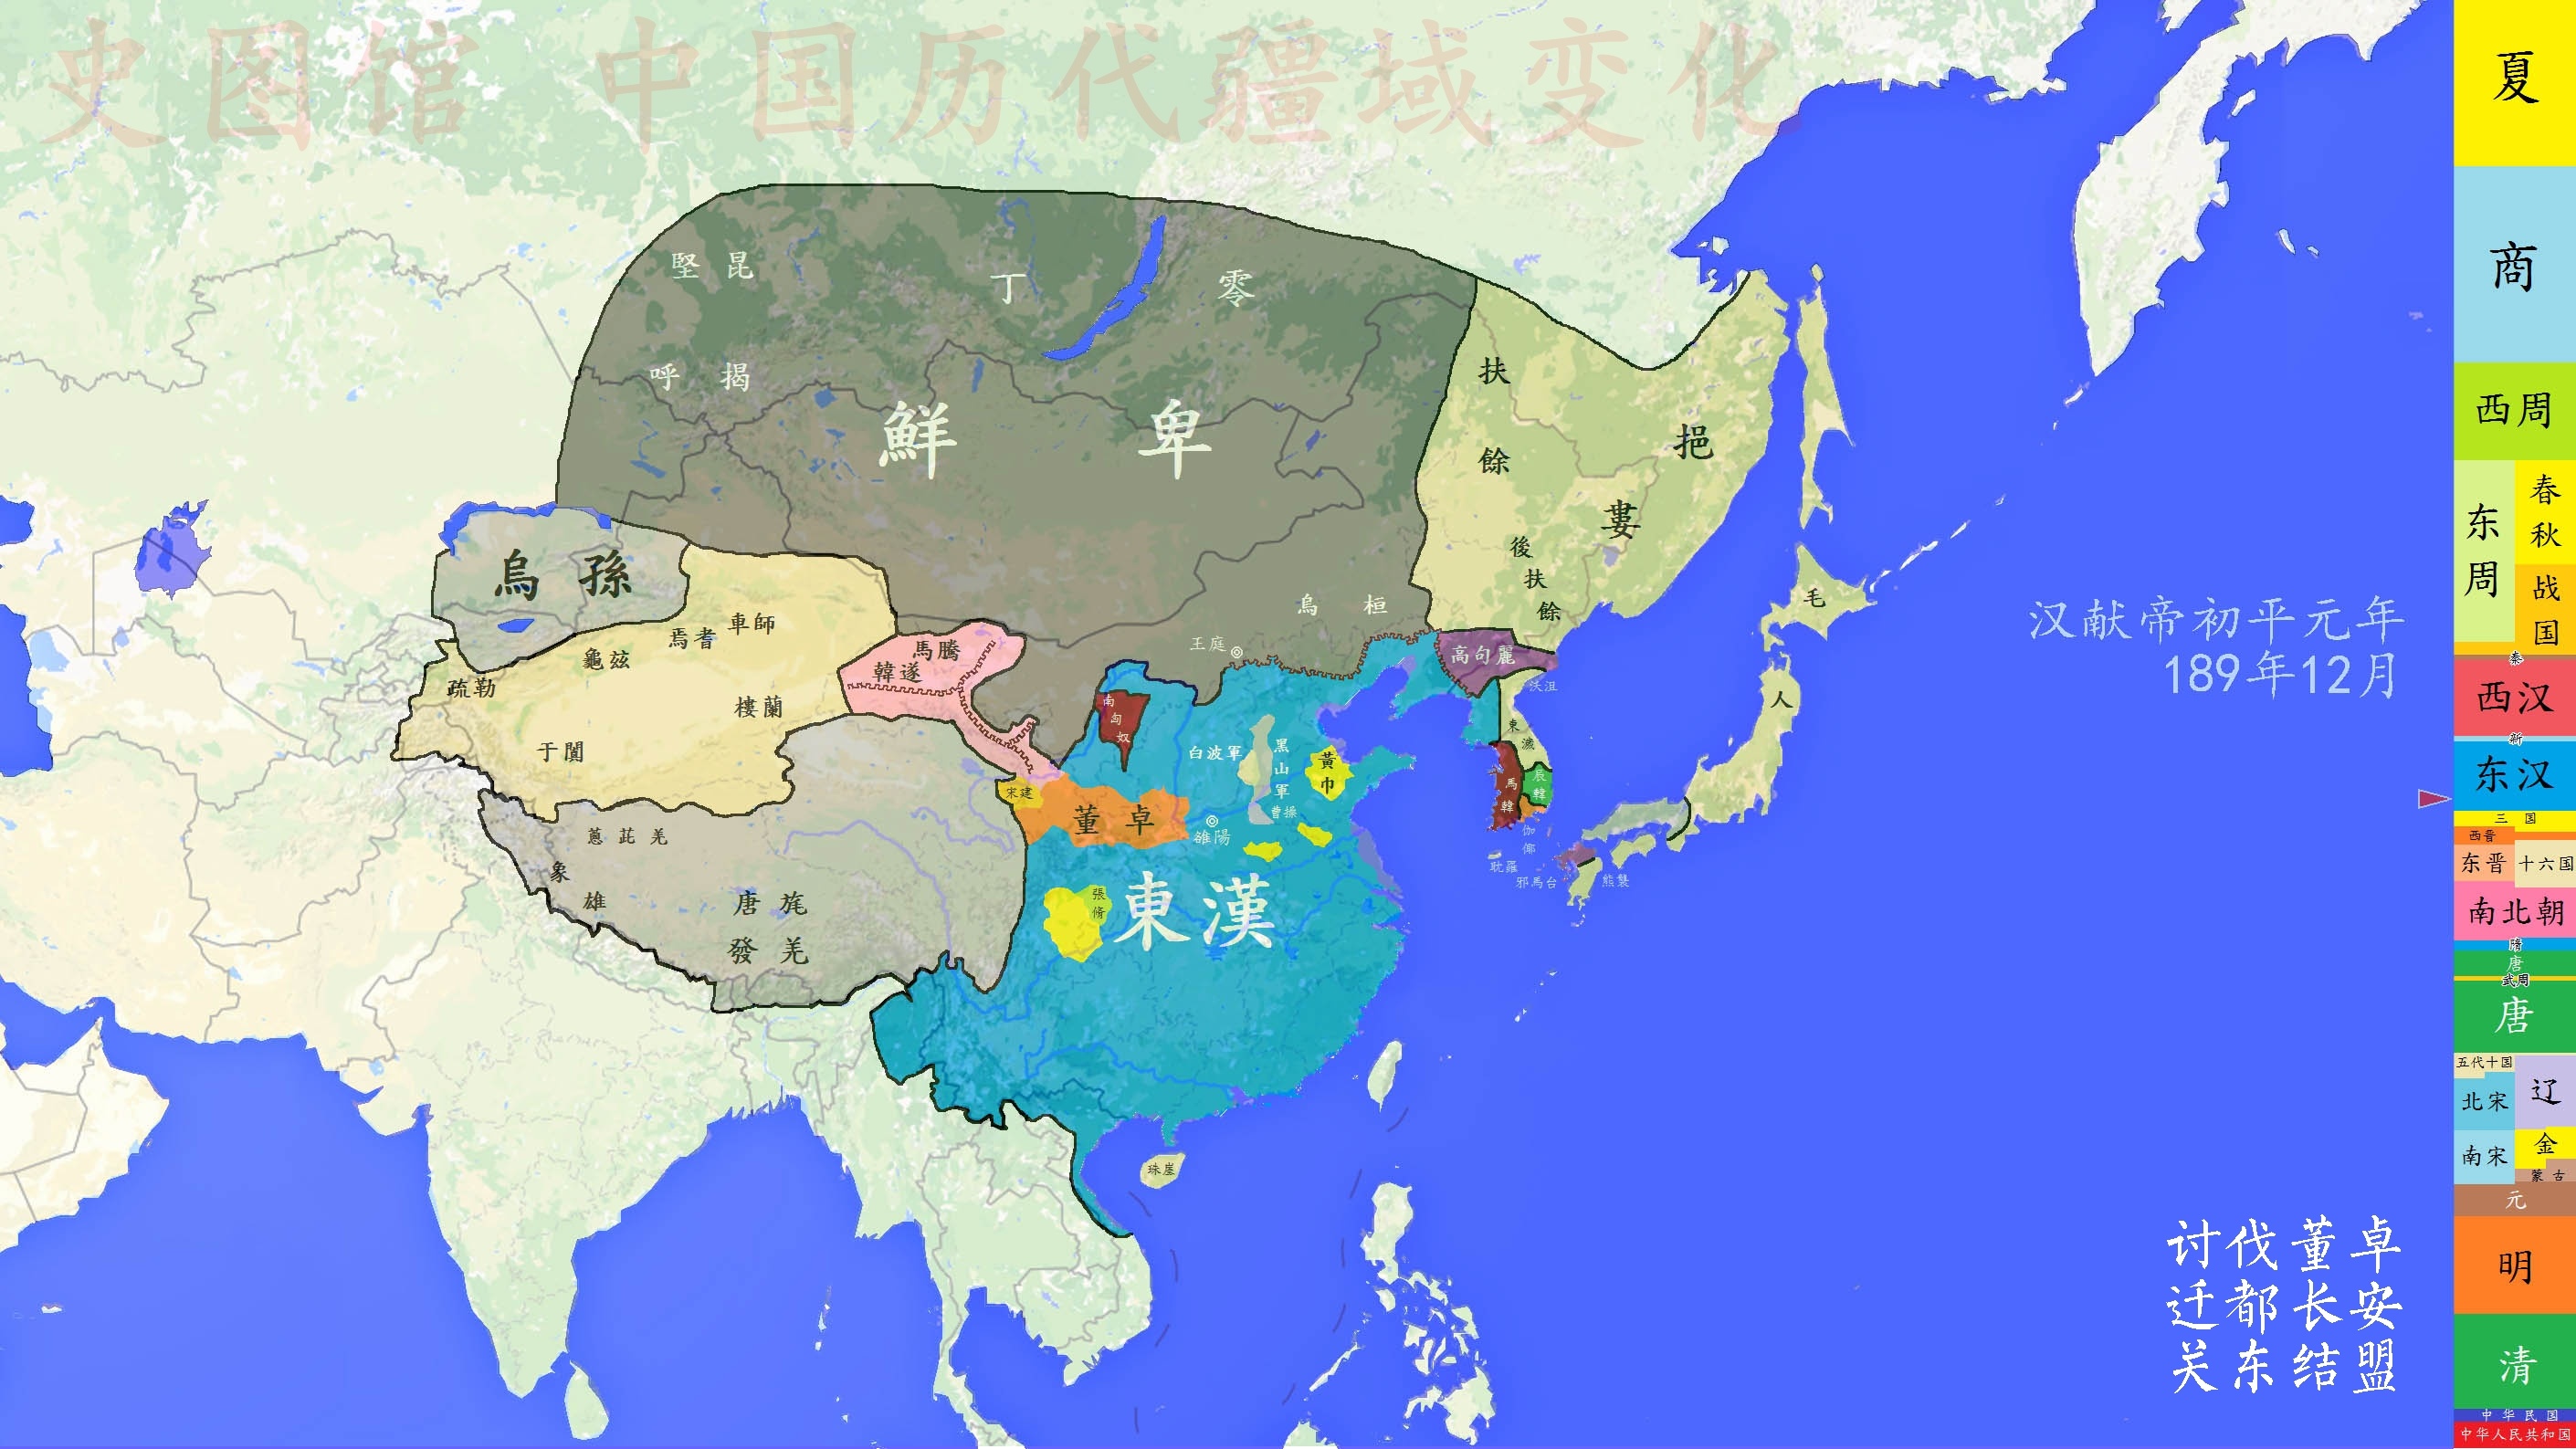 史图馆 中国历代疆域变化
堅昆
丁零
呼揭
鮮卑
扶餘
挹婁
後扶餘
烏孫
車師
焉耆
龜茲
疏勒
樓蘭
于闐
馬騰
韓遂
王庭
烏桓
高句麗
沃沮
東濊
南匈奴
白波軍
黑山軍
黃巾
曹操
宋建
董卓
雒陽
張脩
東漢
蔥茈羌
象雄
唐旄
發羌
馬韓
辰韓
伽倻
耽羅
邪馬台
熊襲
毛人
珠崖
汉献帝初平元年
189年12月
讨伐董卓
迁都长安
关东结盟
夏
商
西周
东周
春秋
战国
秦
西汉
新
东汉
三国
西晋
东晋
十六国
南北朝
隋
唐
武周
唐
五代十国
辽
北宋
南宋
金
蒙古
元
明
清
中华民国
中华人民共和国